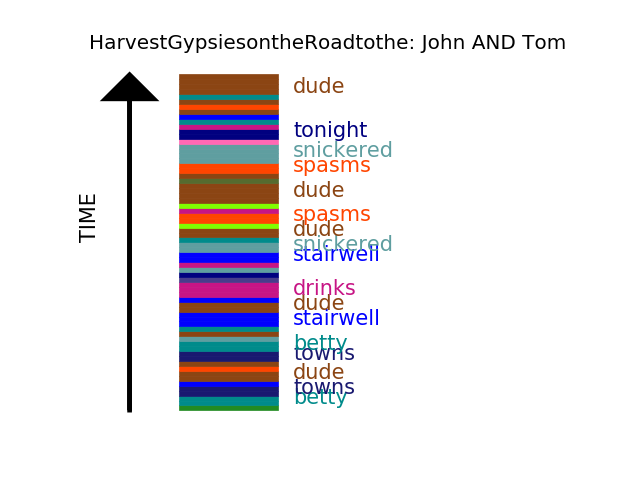 HarvestGypsiesontheRoadtothe: John AND Tom
TIME
dude
tonight
snickered
spasms
dude
spasms
dude
snickered
stairwell
drinks
dude
stairwell
betty
towns
dude
towns
betty